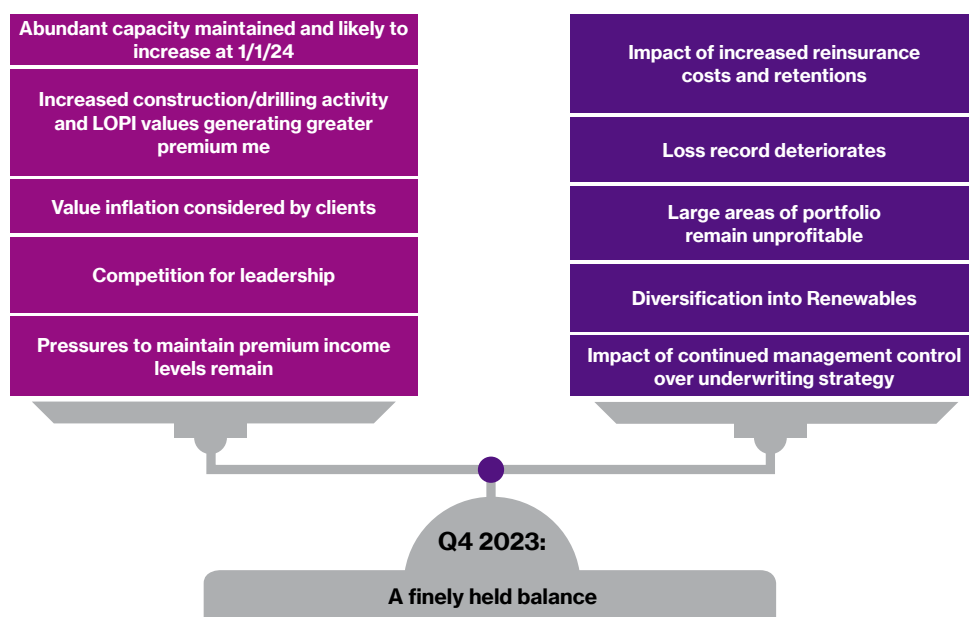 Abundant capacity maintained and likely to
increase at 1/1/24
Increased construction/drilling activity
and LOPI values generating greater
premium me
Value inflation considered by clients
Competition for leadership
Pressures to maintain premium income
levels remain
Impact of increased reinsurance
costs and retentions
Loss record deteriorates
Large areas of portfolio
remain unprofitable
Diversification into Renewables
Impact of continued management control
over underwriting strategy
Q4 2023:
A finely held balance